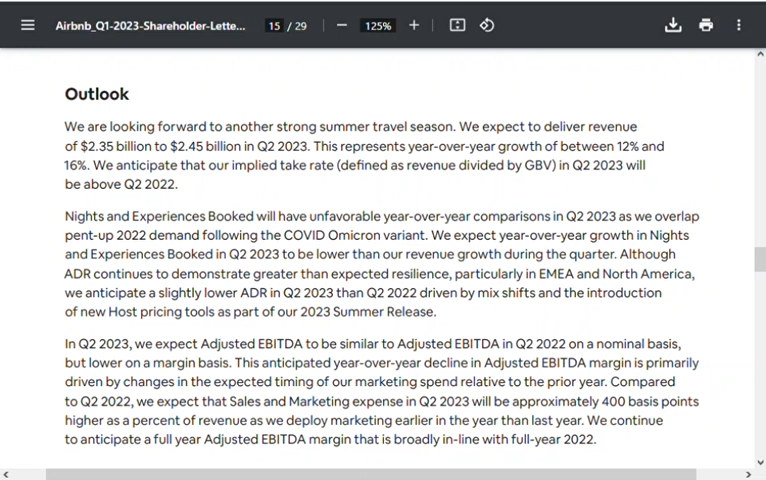 Airbnb_Q1-2023-Shareholder-Lette... 15 / 29 125%
Outlook
We are looking forward to another strong summer travel season. We expect to deliver revenue
of $2.35 billion to $2.45 billion in Q2 2023. This represents year-over-year growth of between 12% and
16%. We anticipate that our implied take rate (defined as revenue divided by GBV) in Q2 2023 will
be above Q2 2022.
Nights and Experiences Booked will have unfavorable year-over-year comparisons in Q2 2023 as we overlap
pent-up 2022 demand following the COVID Omicron variant. We expect year-over-year growth in Nights
and Experiences Booked in Q2 2023 to be lower than our revenue growth during the quarter. Although
ADR continues to demonstrate greater than expected resilience, particularly in EMEA and North America,
we anticipate a slightly lower ADR in Q2 2023 than Q2 2022 driven by mix shifts and the introduction
of new Host pricing tools as part of our 2023 Summer Release.
In Q2 2023, we expect Adjusted EBITDA to be similar to Adjusted EBITDA in Q2 2022 on a nominal basis,
but lower on a margin basis. This anticipated year-over-year decline in Adjusted EBITDA margin is primarily
driven by changes in the expected timing of our marketing spend relative to the prior year. Compared
to Q2 2022, we expect that Sales and Marketing expense in Q2 2023 will be approximately 400 basis points
higher as a percent of revenue as we deploy marketing earlier in the year than last year. We continue
to anticipate a full year Adjusted EBITDA margin that is broadly in-line with full-year 2022.